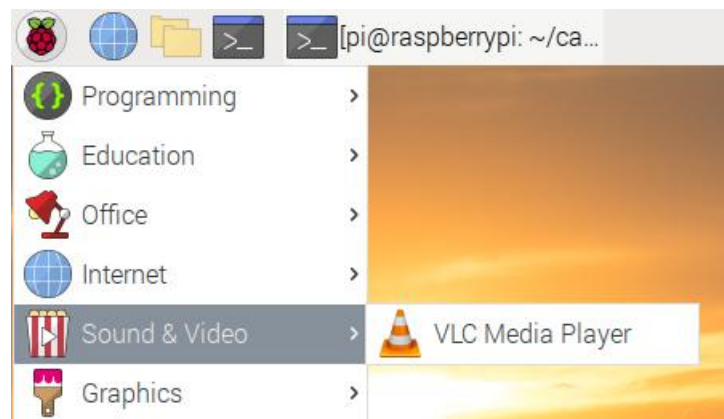 [pi@raspberrypi: ~/ca...
Programming
Education
Office
Internet
Sound & Video
VLC Media Player
Graphics